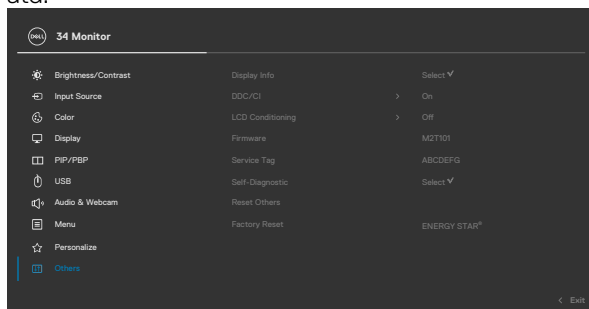 DELL 34 Monitor
Brightness/Contrast Display Info Select ✓
Input Source DDC/CI > On
Color LCD Conditioning > Off
Display Firmware M2T101
PIP/PBP Service Tag ABCDEFG
USB Self-Diagnostic Select ✓
Audio & Webcam Reset Others
Menu Factory Reset ENERGY STAR®
Personalize
Others
< Exit